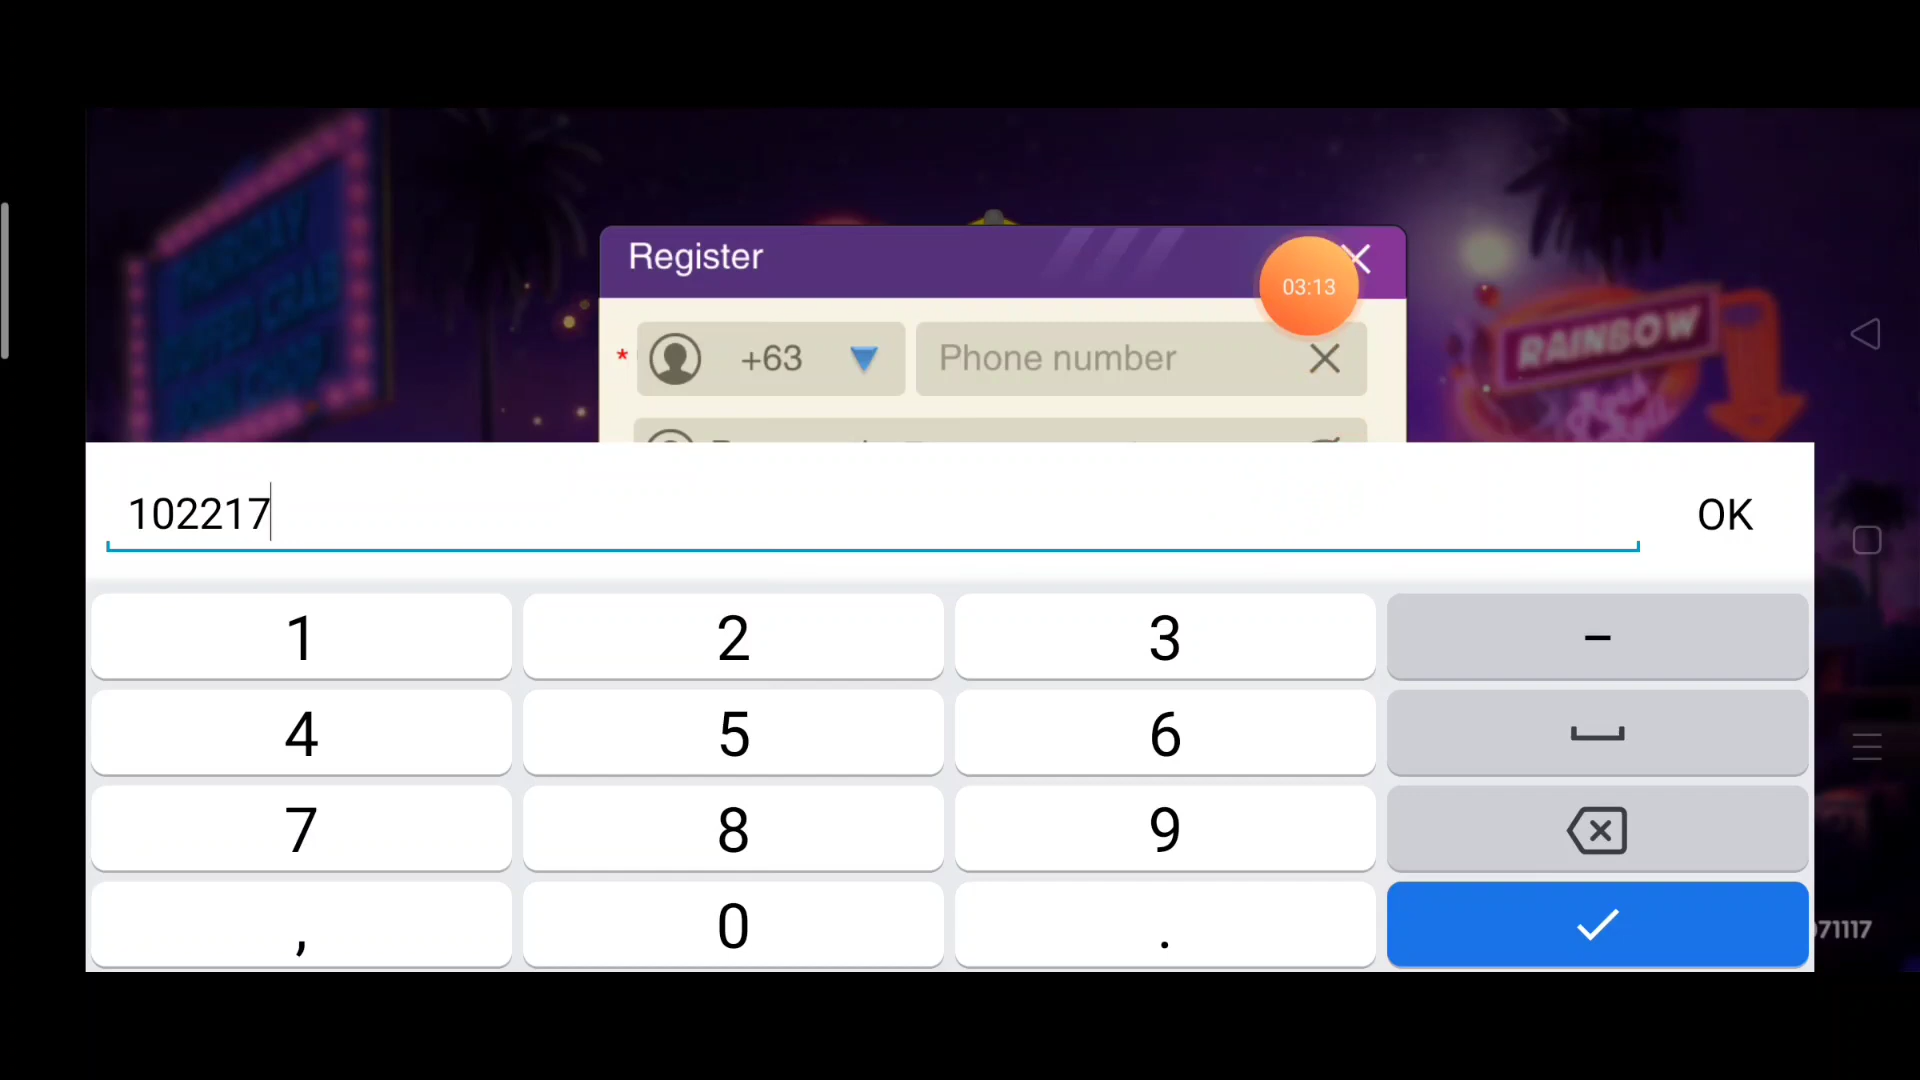 Register
03:13
* +63 Phone number
102217
OK
1 2 3 –
4 5 6
7 8 9
, 0 .
71117
RAINBOW